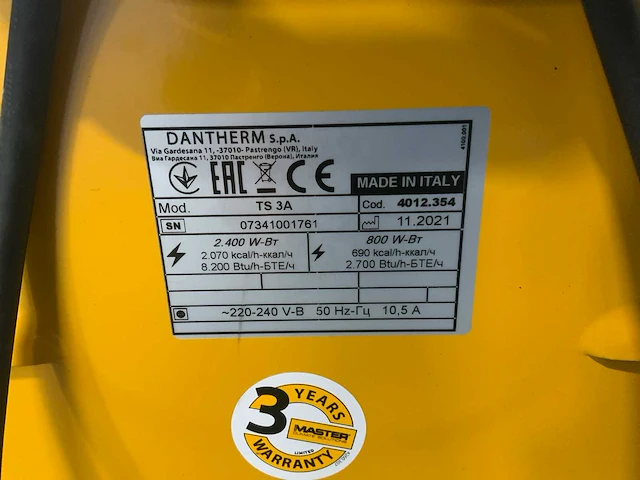 DANTHERM S.p.A.
Via Gardesana 11, -37010- Pastrengo (VR), Italy
Виа Гардесана 11, 37010 Пастренго (Верона), Италия
4100.001
EAC CE
MADE IN ITALY
Mod. TS 3A Cod. 4012.354
SN 07341001761 11.2021
2.400 W-Вт 800 W-Вт
2.070 kcal/h-ккал/ч 690 kcal/h-ккал/ч
8.200 Btu/h-БТЕ/ч 2.700 Btu/h-БТЕ/ч
~220-240 V-В 50 Hz-Гц 10,5 A
3 YEARS
MASTER
CLIMATE SOLUTIONS
LIMITED
WARRANTY